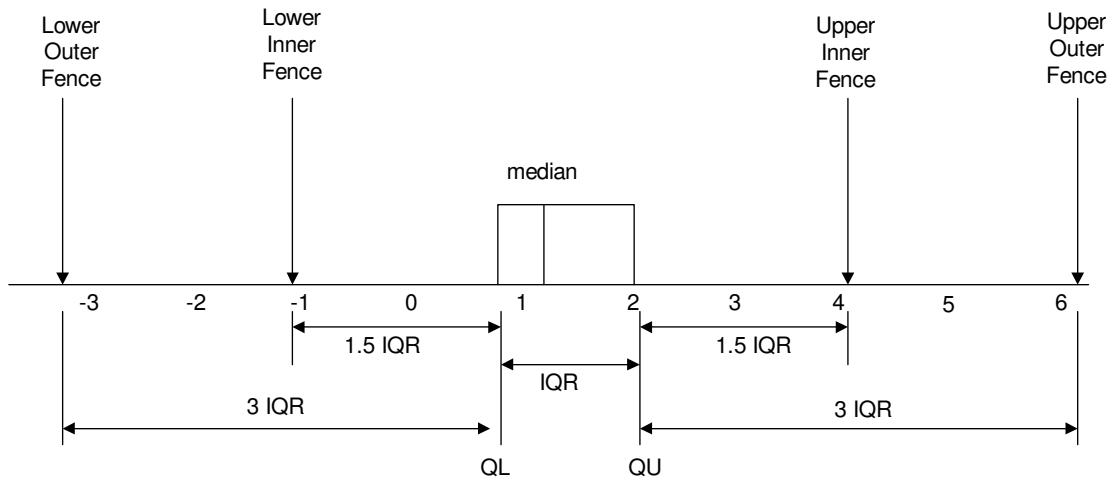 Lower
Outer
Fence
Lower
Inner
Fence
Upper
Inner
Fence
Upper
Outer
Fence
median
-3 -2 -1 0 1 2 3 4 5 6
1.5 IQR 1.5 IQR
IQR
3 IQR 3 IQR
QL QU